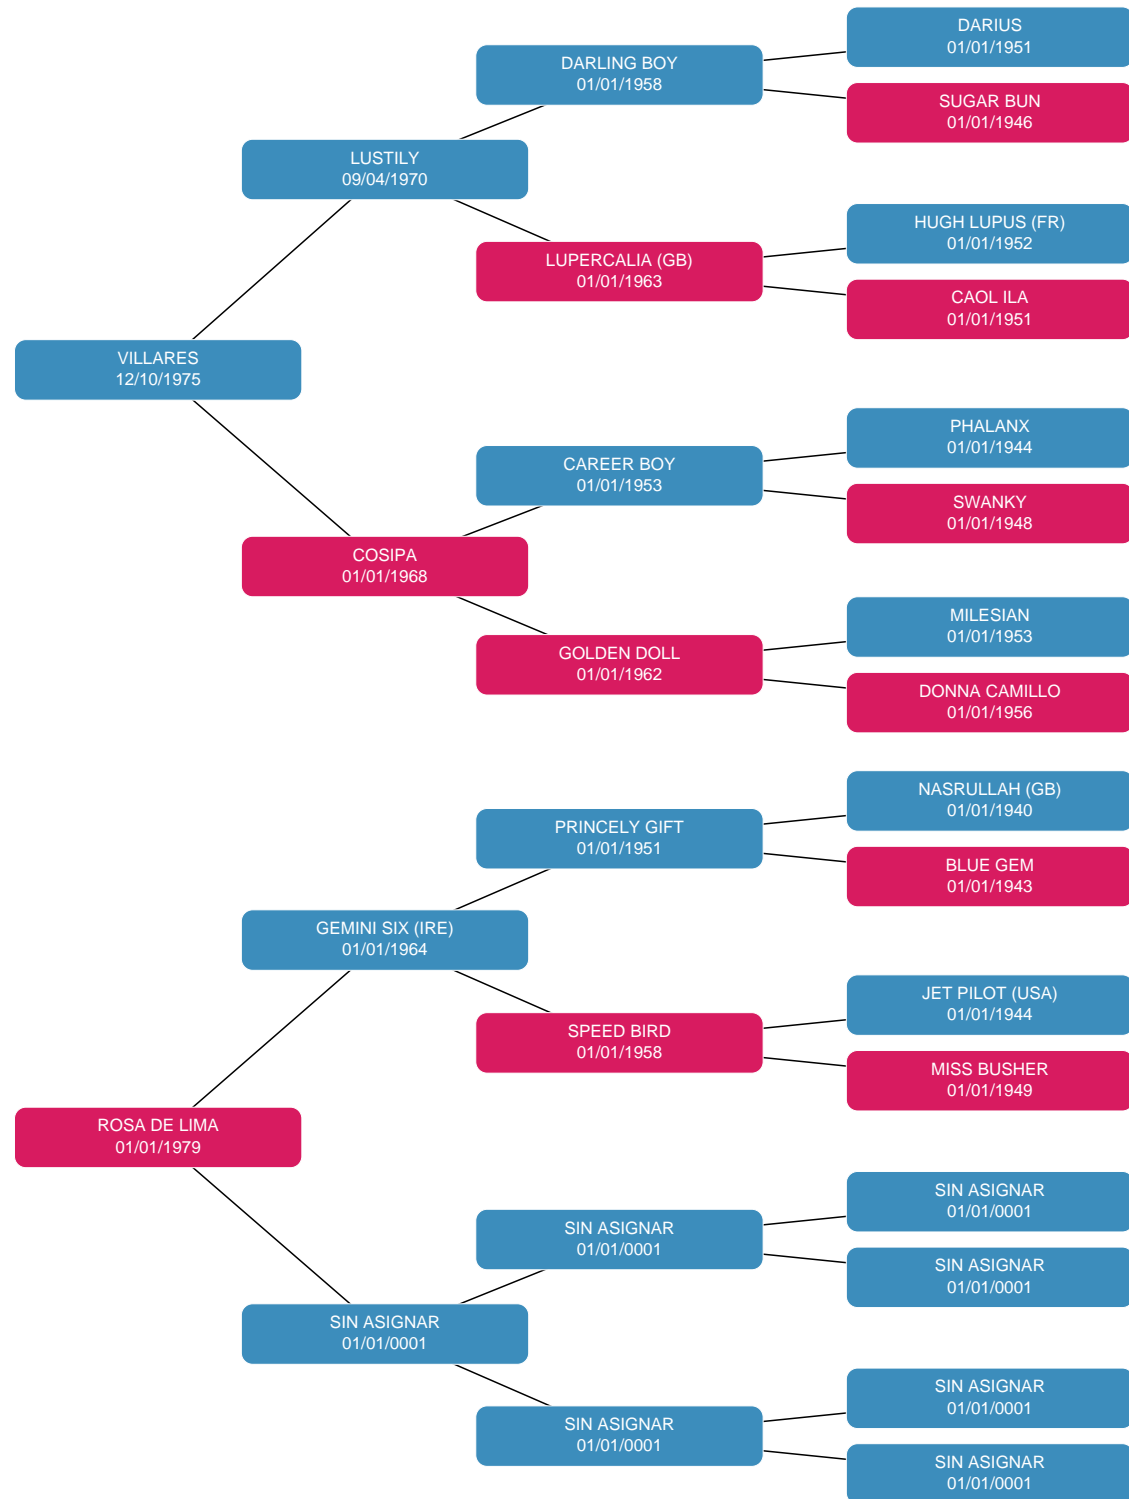 DARIUS
01/01/1951
DARLING BOY
01/01/1958
SUGAR BUN
01/01/1946
LUSTILY
09/04/1970
HUGH LUPUS (FR)
01/01/1952
LUPERCALIA (GB)
01/01/1963
CAOL ILA
01/01/1951
VILLARES
12/10/1975
PHALANX
01/01/1944
CAREER BOY
01/01/1953
SWANKY
01/01/1948
COSIPA
01/01/1968
MILESIAN
01/01/1953
GOLDEN DOLL
01/01/1962
DONNA CAMILLO
01/01/1956
NASRULLAH (GB)
01/01/1940
PRINCELY GIFT
01/01/1951
BLUE GEM
01/01/1943
GEMINI SIX (IRE)
01/01/1964
JET PILOT (USA)
01/01/1944
SPEED BIRD
01/01/1958
MISS BUSHER
01/01/1949
ROSA DE LIMA
01/01/1979
SIN ASIGNAR
01/01/0001
SIN ASIGNAR
01/01/0001
SIN ASIGNAR
01/01/0001
SIN ASIGNAR
01/01/0001
SIN ASIGNAR
01/01/0001
SIN ASIGNAR
01/01/0001
SIN ASIGNAR
01/01/0001